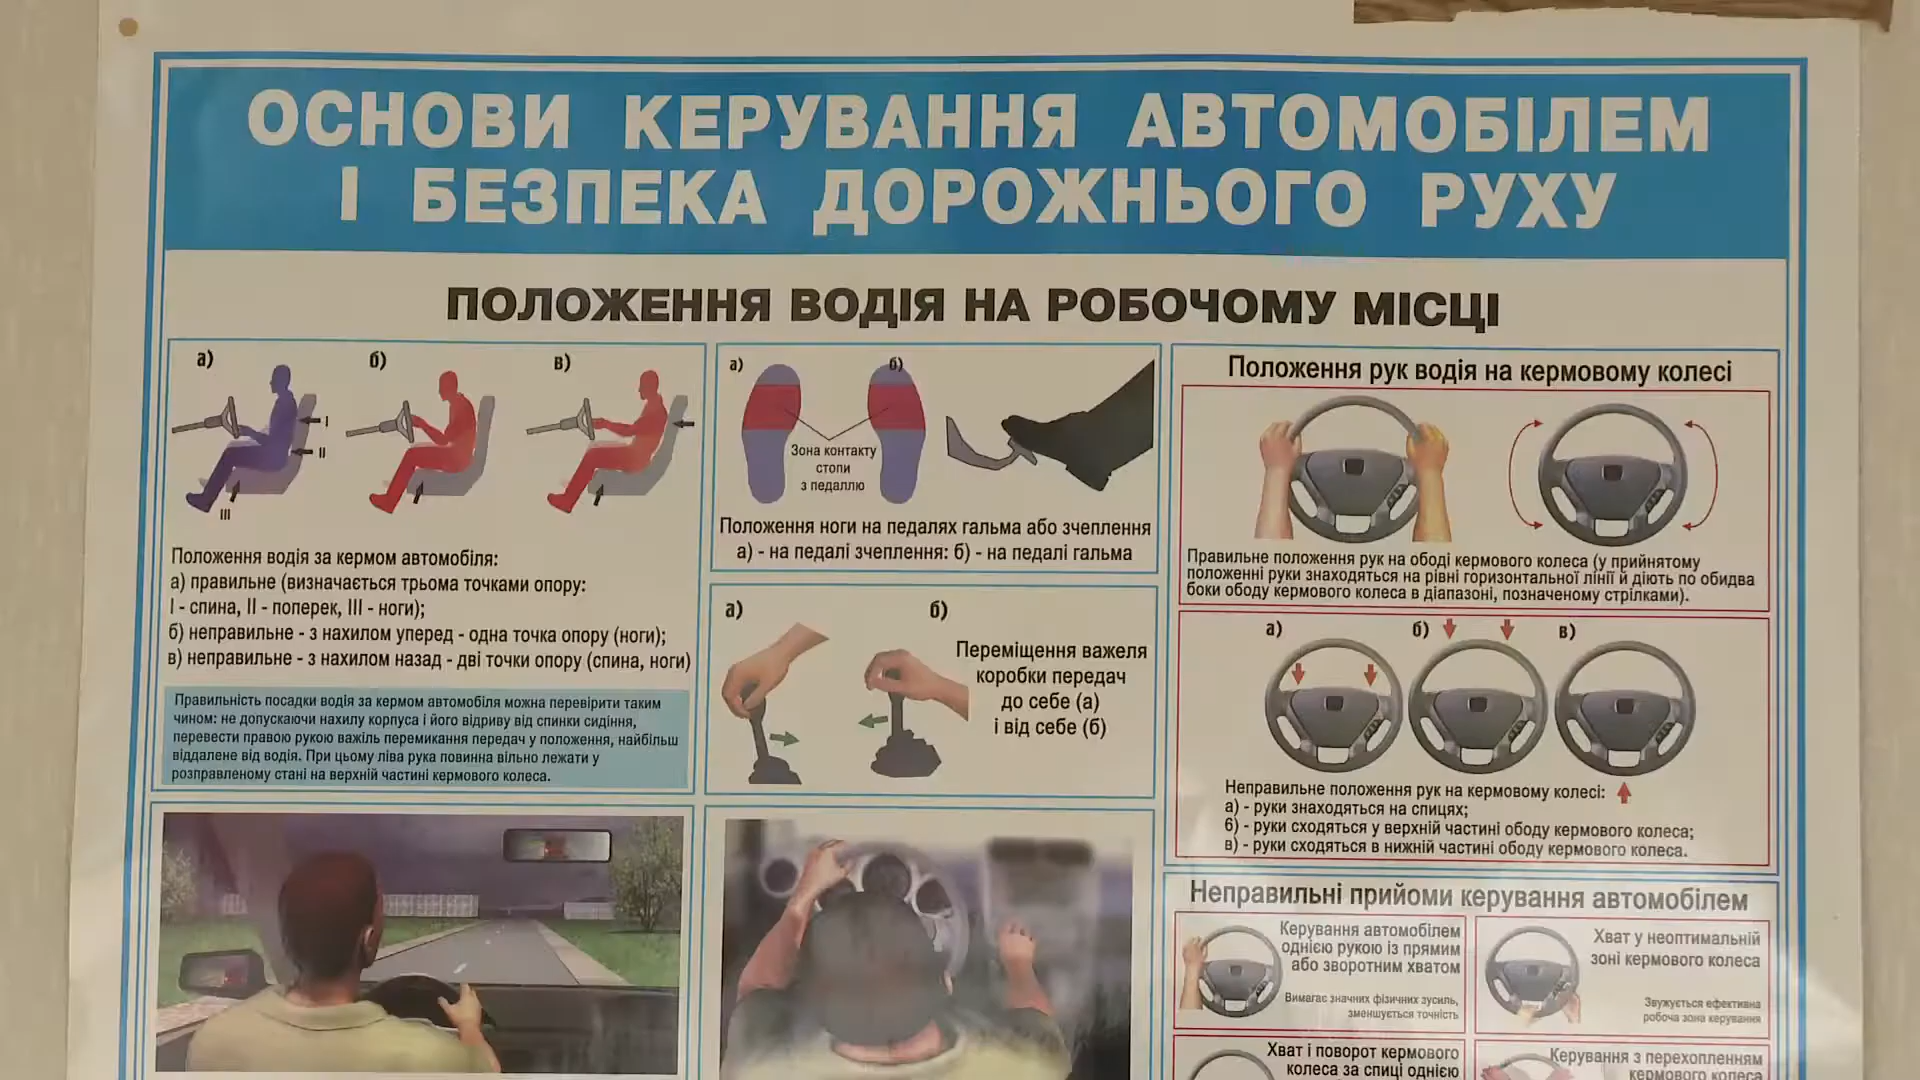 ОСНОВИ КЕРУВАННЯ АВТОМОБІЛЕМ
І БЕЗПЕКА ДОРОЖНЬОГО РУХУ
ПОЛОЖЕННЯ ВОДІЯ НА РОБОЧОМУ МІСЦІ
а) б) в)
I
II
III
Положення водія за кермом автомобіля:
а) правильне (визначається трьома точками опору:
I - спина, II - поперек, III - ноги);
б) неправильне - з нахилом уперед - одна точка опору (ноги);
в) неправильне - з нахилом назад - дві точки опору (спина, ноги)
Правильність посадки водія за кермом автомобіля можна перевірити таким
чином: не допускаючи нахилу корпуса і його відриву від спинки сидіння,
перевести правою рукою важіль перемикання передач у положення, найбільш
віддалене від водія. При цьому ліва рука повинна вільно лежати у
розправленому стані на верхній частині кермового колеса.
а) б)
Зона контакту
стопи
з педаллю
Положення ноги на педалях гальма або зчеплення
а) - на педалі зчеплення: б) - на педалі гальма
а) б)
Переміщення важеля
коробки передач
до себе (а)
і від себе (б)
Положення рук водія на кермовому колесі
Правильне положення рук на ободі кермового колеса (у прийнятому
положенні руки знаходяться на рівні горизонтальної лінії й діють по обидва
боки ободу кермового колеса в діапазоні, позначеному стрілками).
а) б) в)
Неправильне положення рук на кермовому колесі:
а) - руки знаходяться на спицях;
б) - руки сходяться у верхній частині ободу кермового колеса;
в) - руки сходяться в нижній частині ободу кермового колеса.
Неправильні прийоми керування автомобілем
Керування автомобілем
однією рукою із прямим
або зворотним хватом
Вимагає значних фізичних зусиль,
зменшується точність
Хват у неоптимальній
зоні кермового колеса
Звужується ефективна
робоча зона керування
Хват і поворот кермового
колеса за спиці однією
Керування з перехопленням
кермового колеса